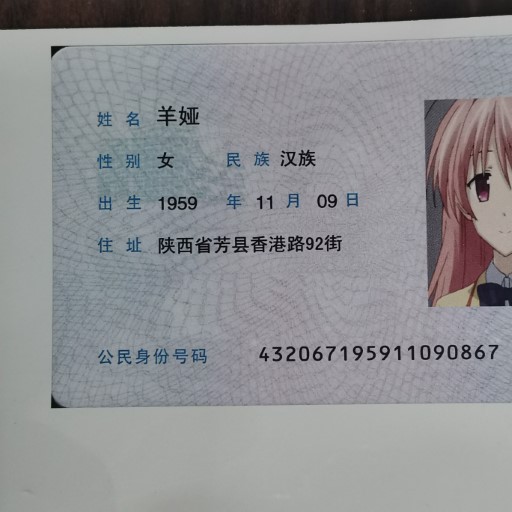 姓名 羊娅
性别 女 民族 汉族
出生 1959 年 11 月 09 日
住址 陕西省芳县香港路92街
公民身份号码 432067195911090867